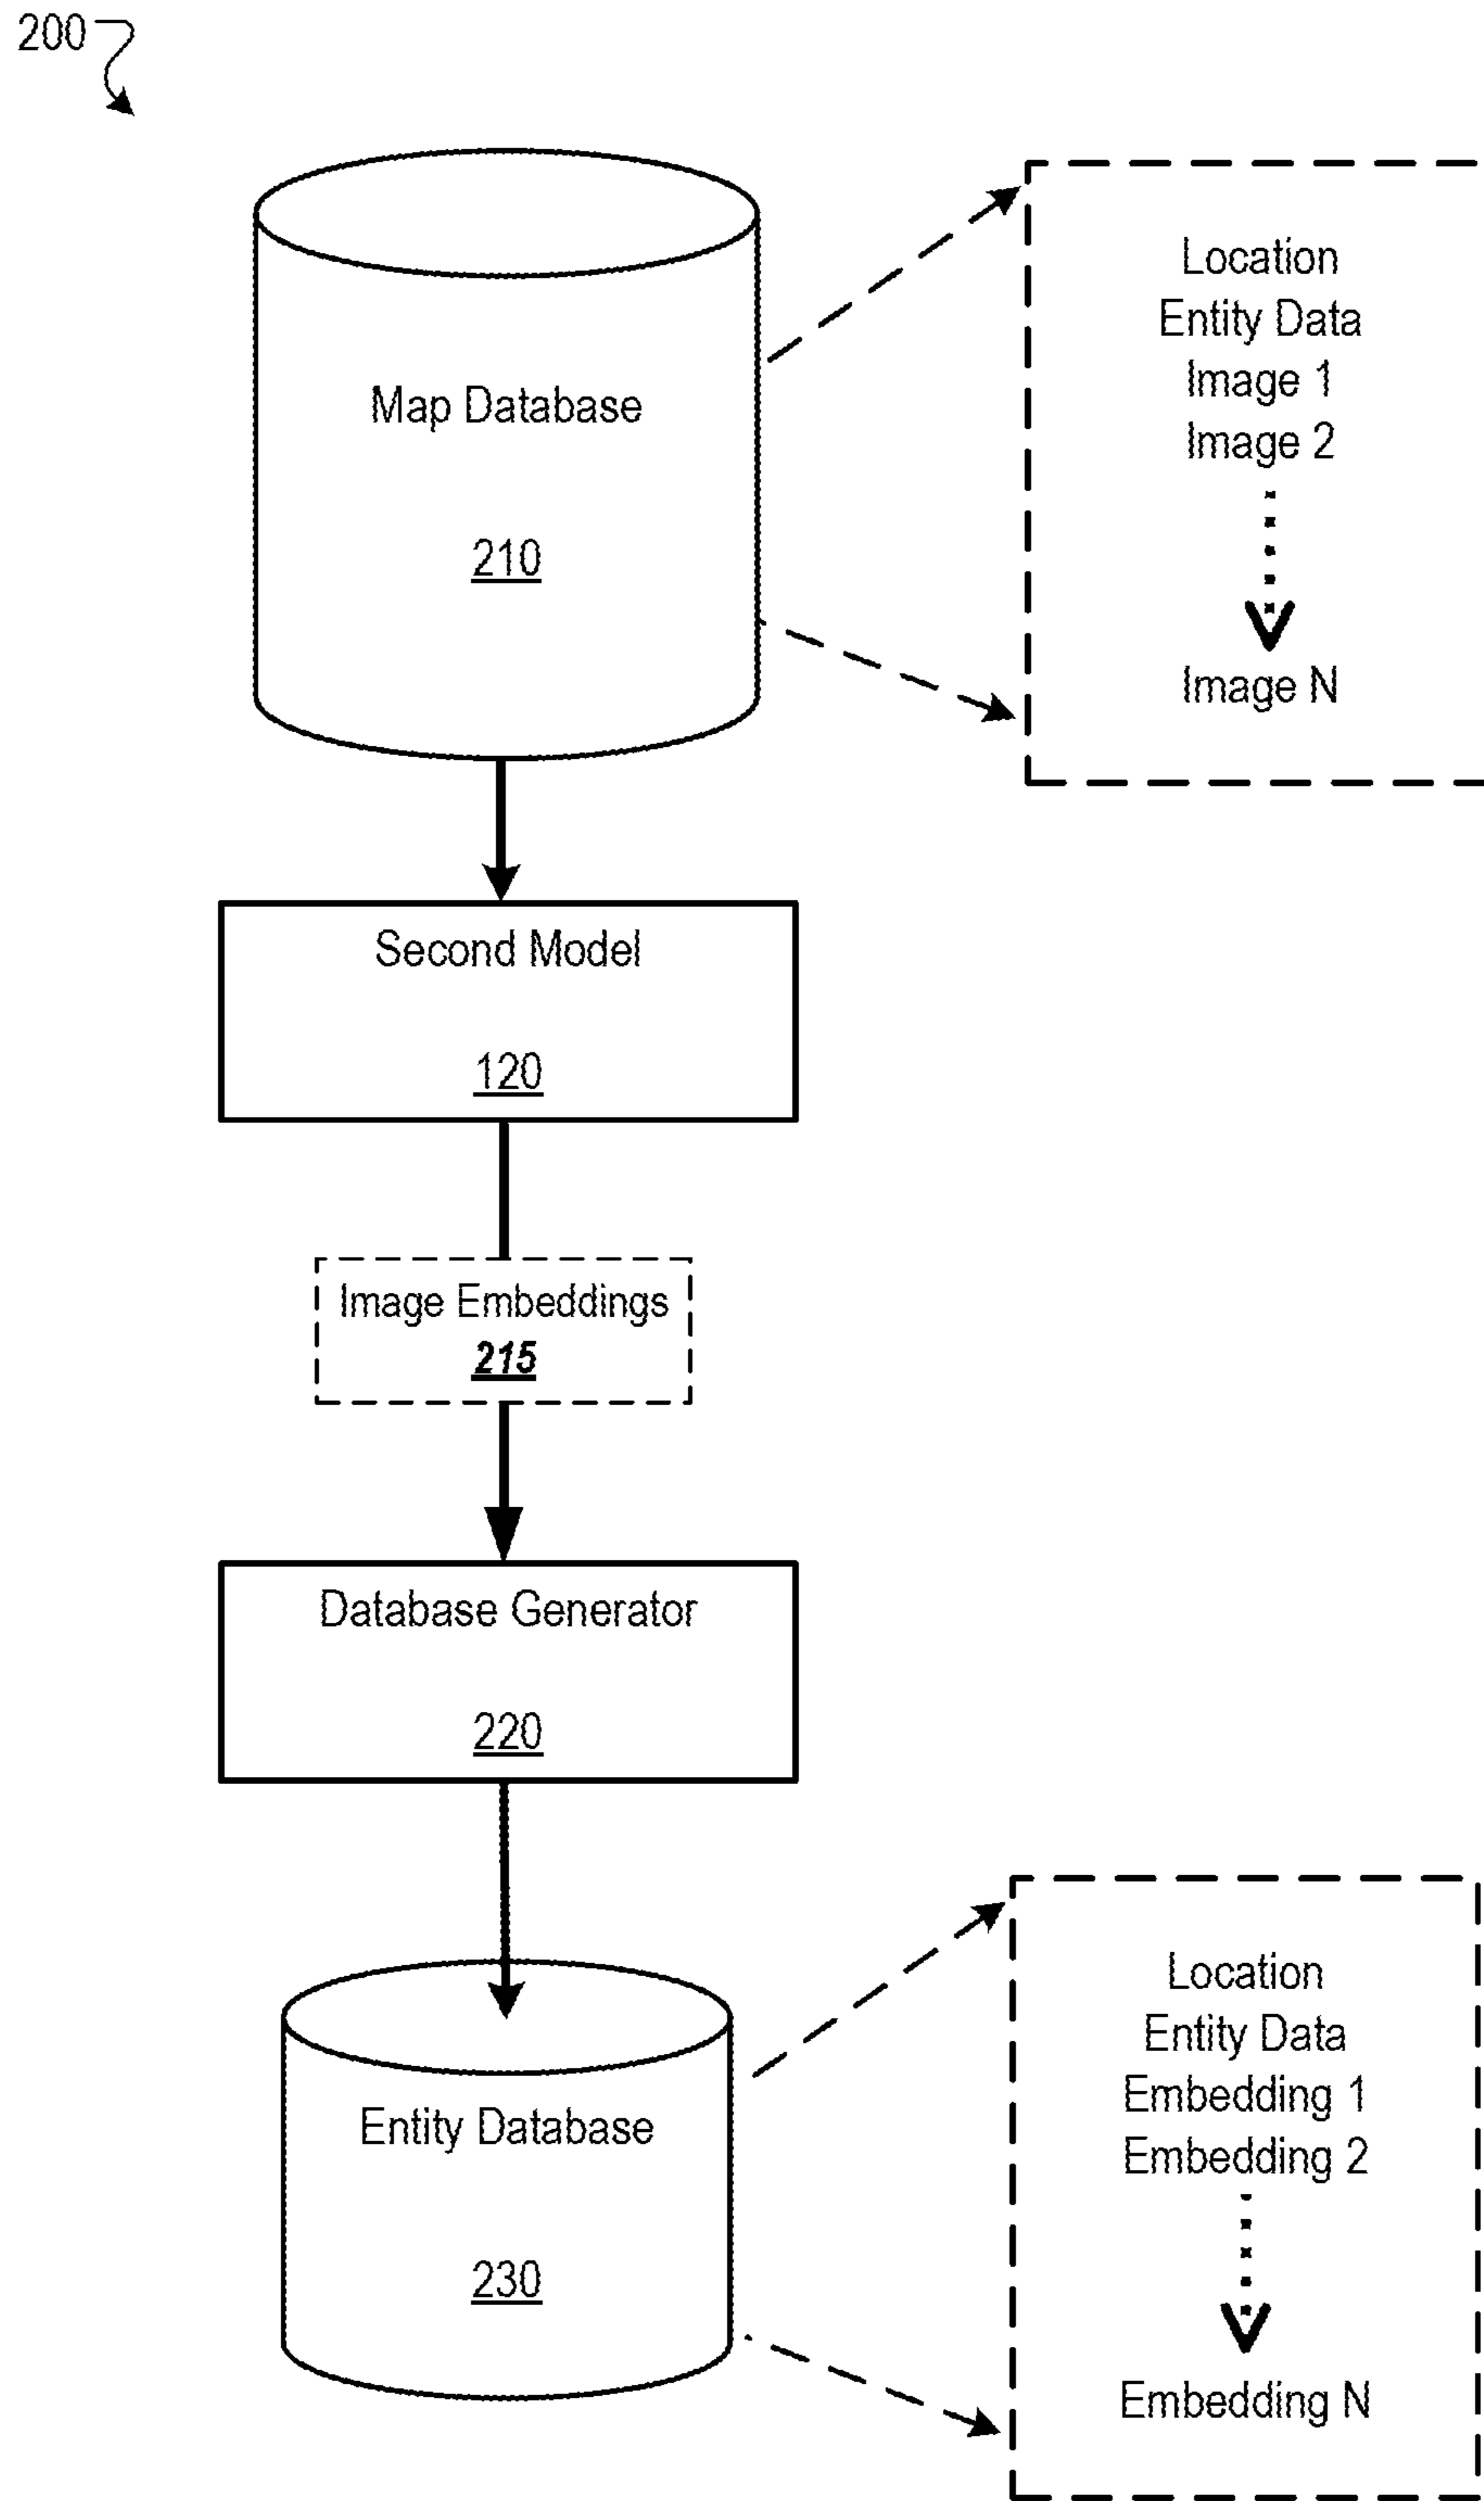 200
Map Database
210
Location
Entity Data
Image 1
Image 2
Image N
Second Model
120
Image Embeddings
215
Database Generator
220
Entity Database
230
Location
Entity Data
Embedding 1
Embedding 2
Embedding N